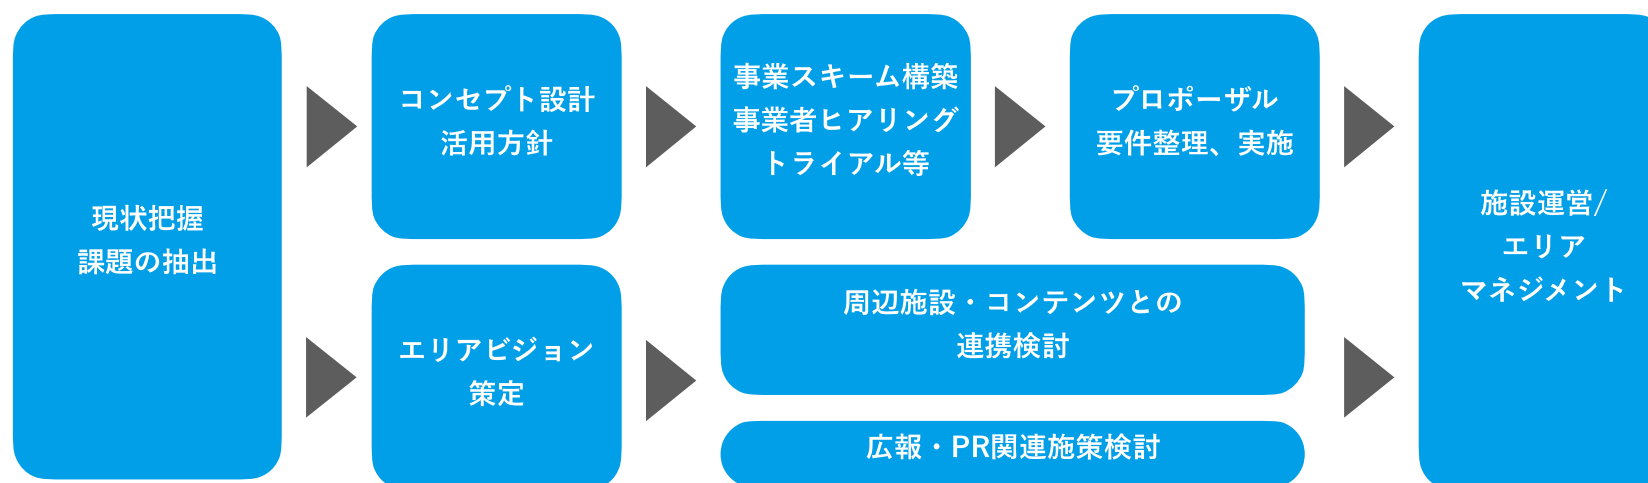 現状把握
課題の抽出
コンセプト設計
活用方針
事業スキーム構築
事業者ヒアリング
トライアル等
プロポーザル
要件整理、実施
エリアビジョン
策定
周辺施設・コンテンツとの
連携検討
広報・PR関連施策検討
施設運営/
エリア
マネジメント